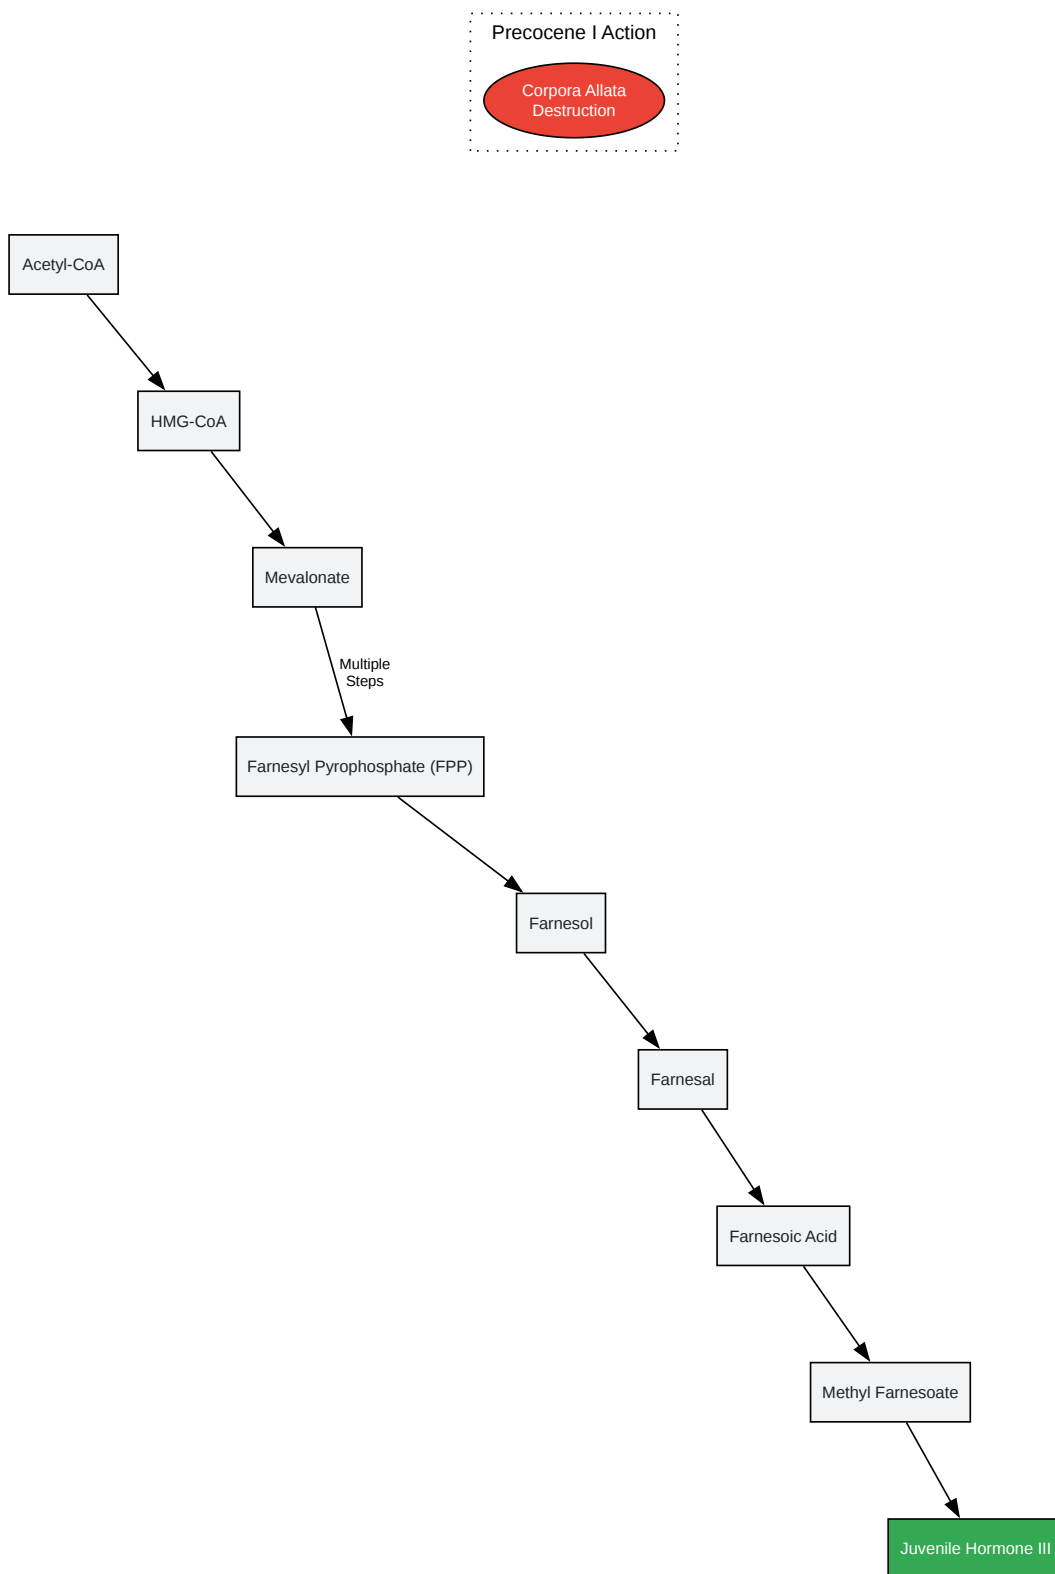 Precocene I Action
Corpora Allata
Destruction
Acetyl-CoA
HMG-CoA
Mevalonate
Multiple
Steps
Farnesyl Pyrophosphate (FPP)
Farnesol
Farnesal
Farnesoic Acid
Methyl Farnesoate
Juvenile Hormone III